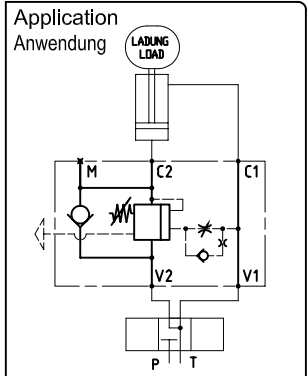 Application
Anwendung
LADUNG
LOAD
M
C2
C1
V2
V1
P
T